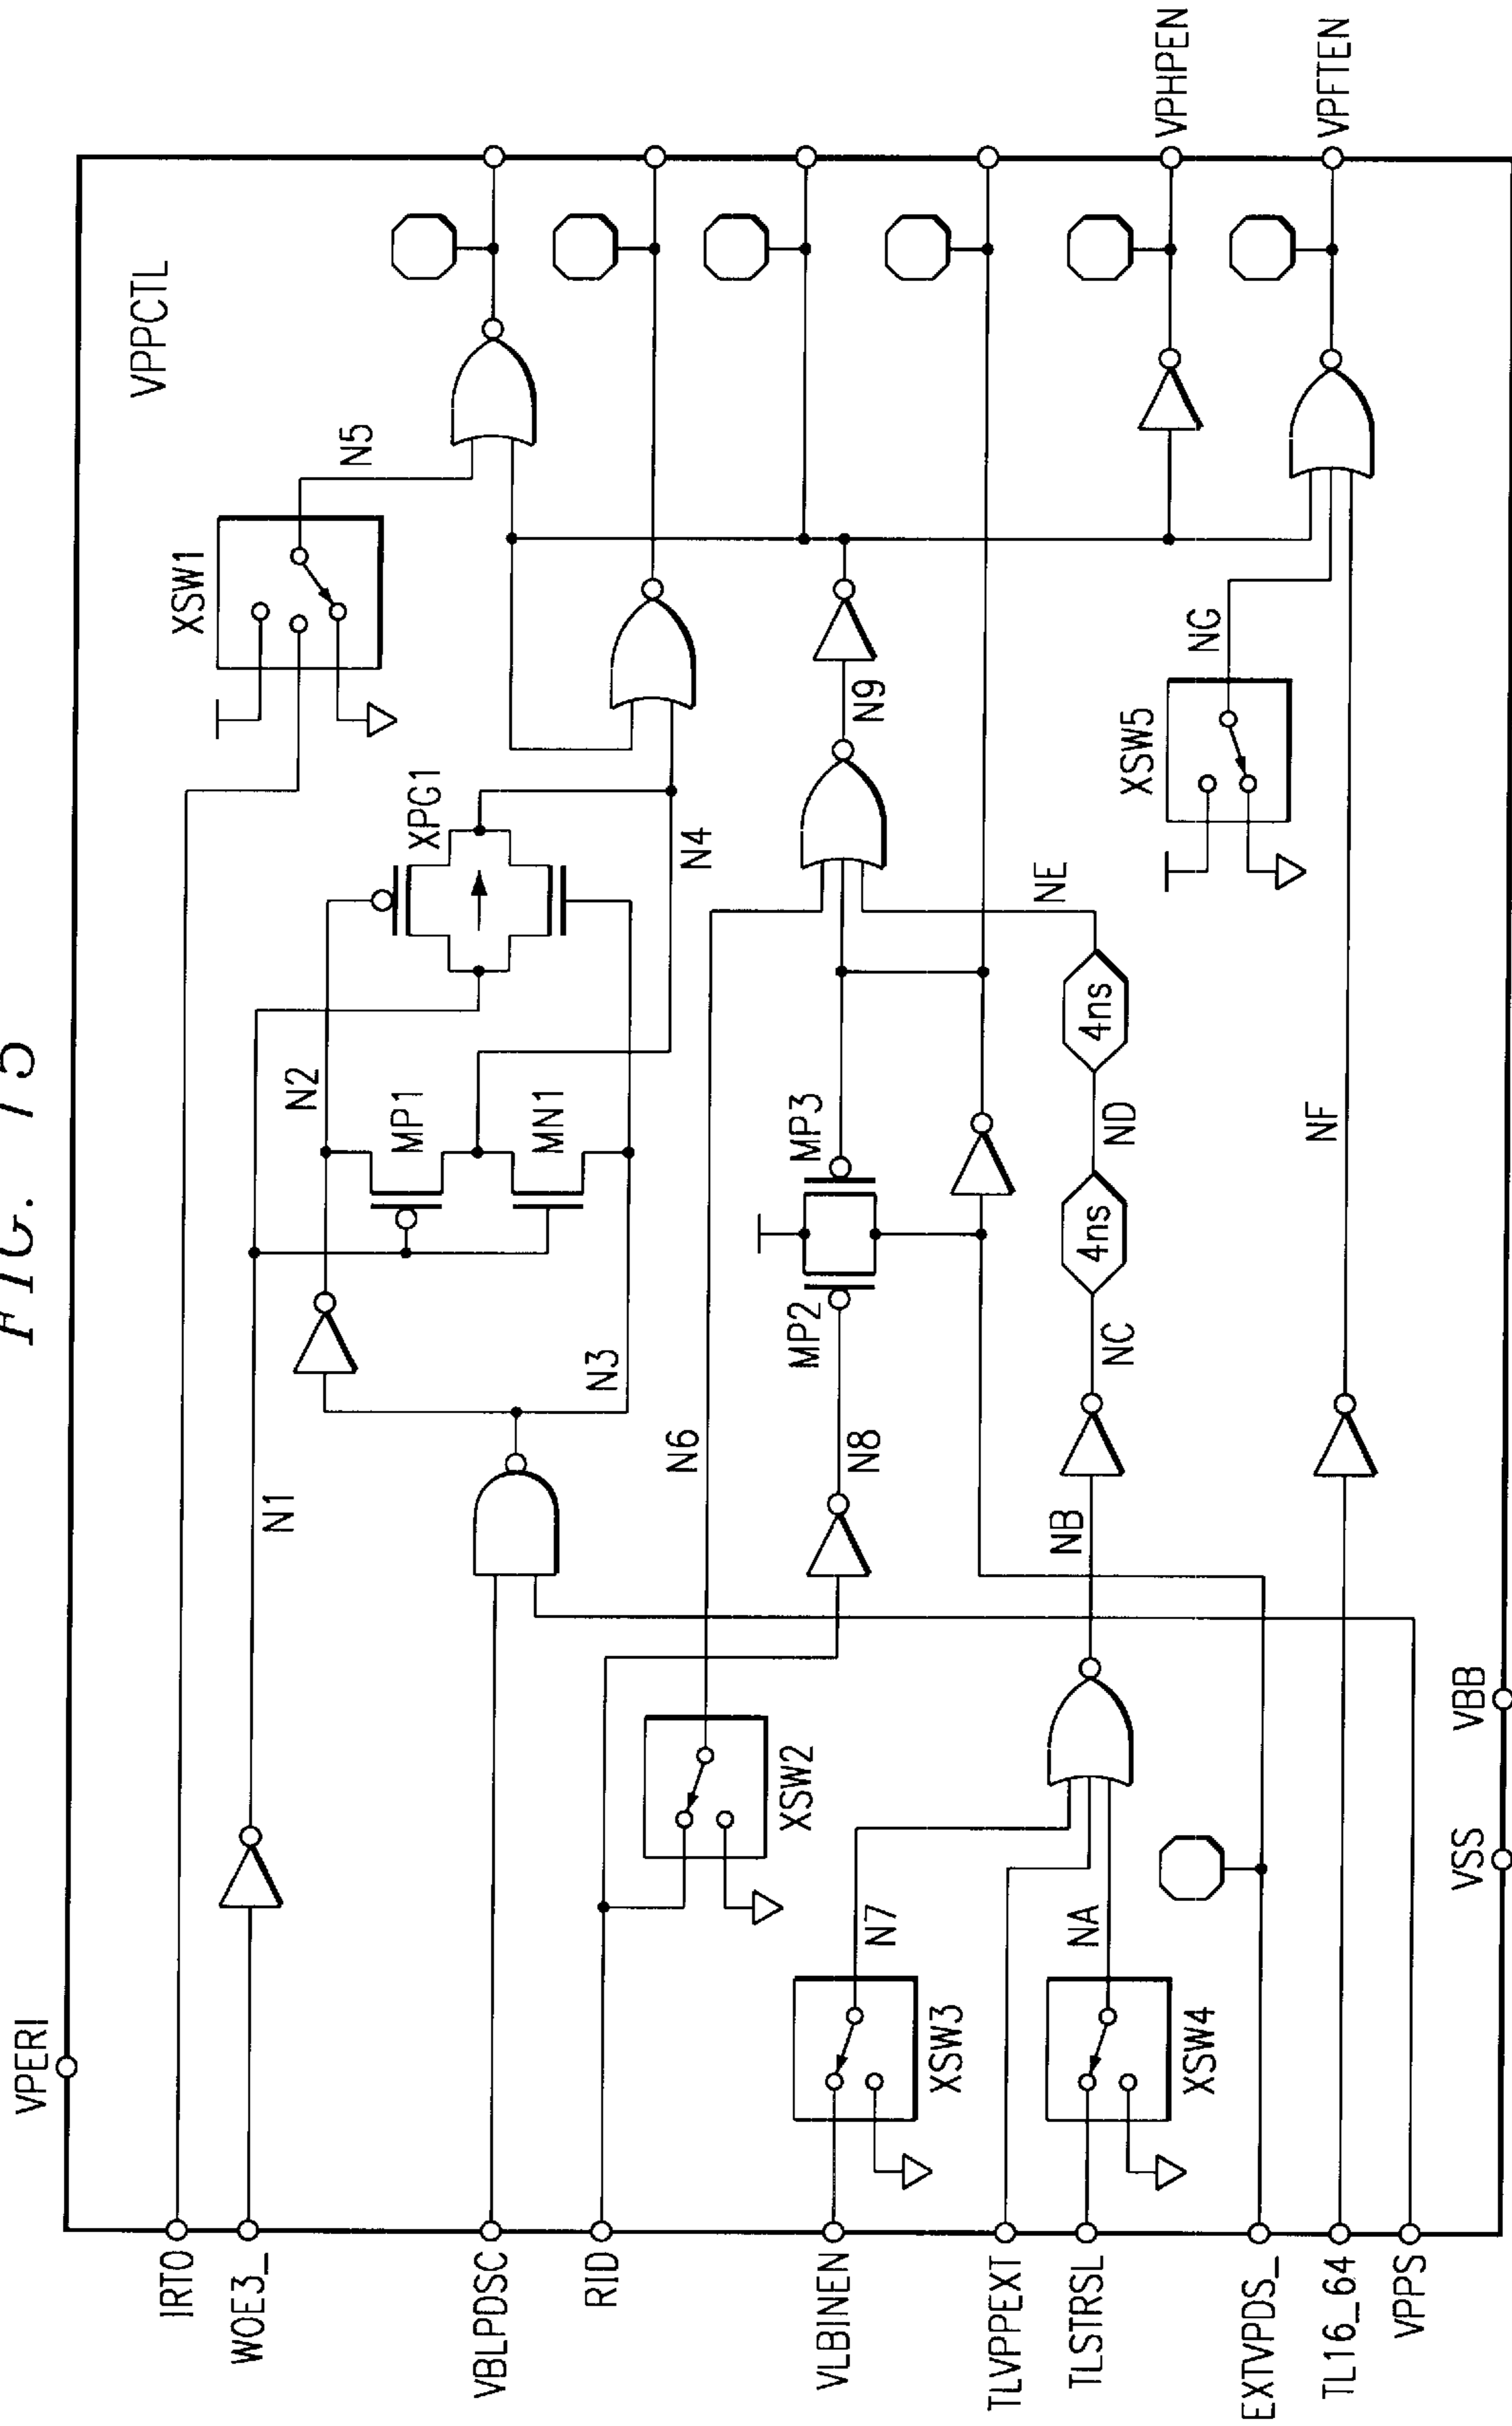 FIG. 15
VPERI
VPPCTL
IRTO
WOE3_
VBLPDSC
RID
VLBINEN
TLVPPEXT
TLSTRSL
EXTVPDS_
TL16_64
VPPS
VSS
VBB
N1
N2
N3
MP1
MN1
XPG1
N4
XSW1
N5
XSW2
N6
N8
MP2
MP3
N9
XSW3
N7
XSW4
NA
NB
NC
4ns
ND
4ns
NE
NF
XSW5
NG
VPHPEN
VPFTEN